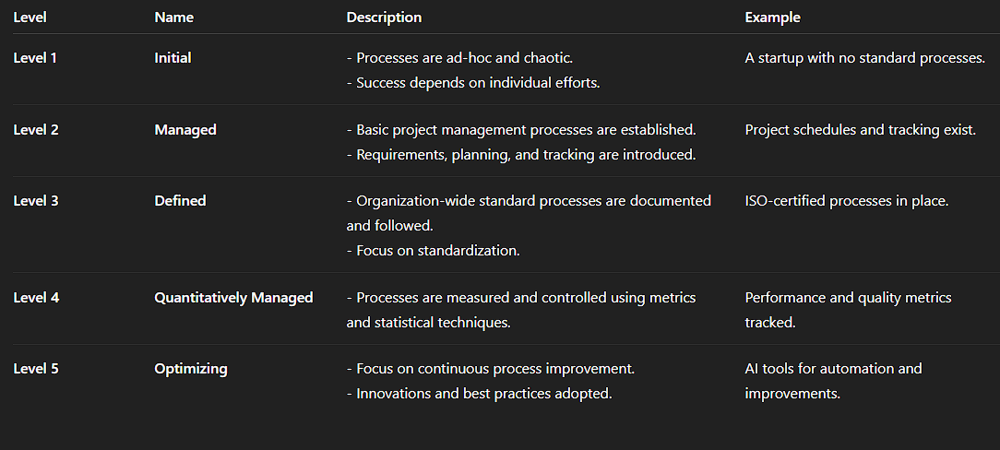 Level Name Description Example
Level 1 Initial - Processes are ad-hoc and chaotic. A startup with no standard processes.
- Success depends on individual efforts.
Level 2 Managed - Basic project management processes are established. Project schedules and tracking exist.
- Requirements, planning, and tracking are introduced.
Level 3 Defined - Organization-wide standard processes are documented ISO-certified processes in place.
and followed.
- Focus on standardization.
Level 4 Quantitatively Managed - Processes are measured and controlled using metrics Performance and quality metrics
and statistical techniques. tracked.
Level 5 Optimizing - Focus on continuous process improvement. AI tools for automation and
- Innovations and best practices adopted. improvements.